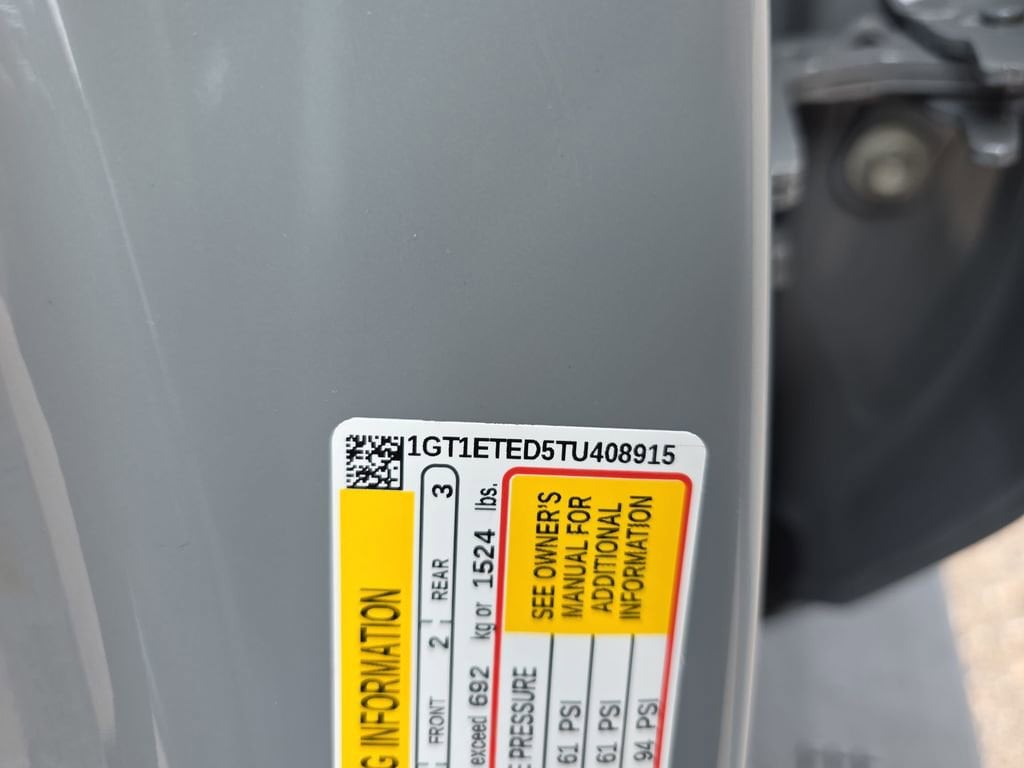 1GT1ETED5TU408915
INFORMATION
FRONT 2 REAR 3
exceed 692 kg or 1524 lbs.
PRESSURE
SEE OWNER'S
MANUAL FOR
ADDITIONAL
INFORMATION
61 PSI
61 PSI
94 PSI